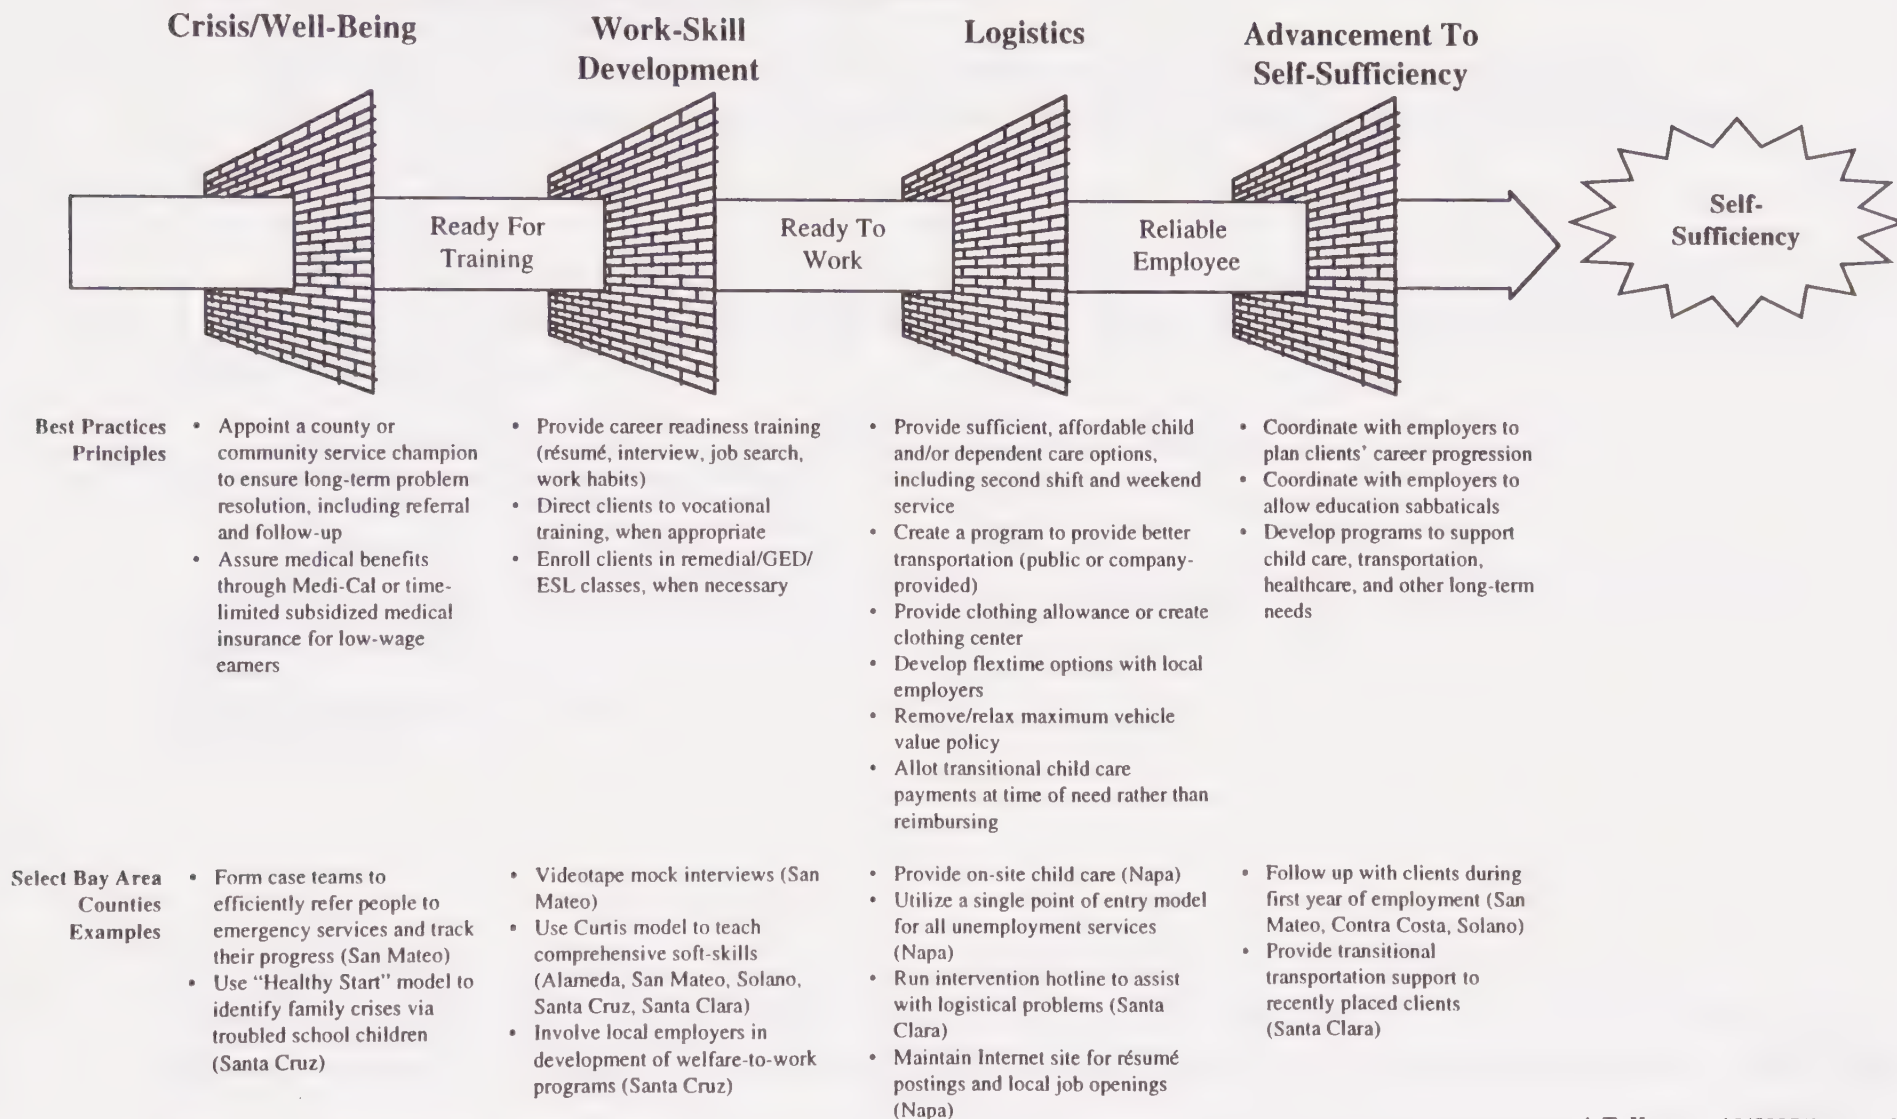 Crisis/Well-Being
Work-Skill
Development
Logistics
Advancement To
Self-Sufficiency
Ready For
Training
Ready To
Work
Reliable
Employee
Self-
Sufficiency
Best Practices
Principles
• Appoint a county or
community service champion
to ensure long-term problem
resolution, including referral
and follow-up
• Assure medical benefits
through Medi-Cal or time-
limited subsidized medical
insurance for low-wage
earners
• Provide career readiness training
(résumé, interview, job search,
work habits)
• Direct clients to vocational
training, when appropriate
• Enroll clients in remedial/GED/
ESL classes, when necessary
• Provide sufficient, affordable child
and/or dependent care options,
including second shift and weekend
service
• Create a program to provide better
transportation (public or company-
provided)
• Provide clothing allowance or create
clothing center
• Develop flextime options with local
employers
• Remove/relax maximum vehicle
value policy
• Allot transitional child care
payments at time of need rather than
reimbursing
• Coordinate with employers to
plan clients' career progression
• Coordinate with employers to
allow education sabbaticals
• Develop programs to support
child care, transportation,
healthcare, and other long-term
needs
Select Bay Area
Counties
Examples
• Form case teams to
efficiently refer people to
emergency services and track
their progress (San Mateo)
• Use "Healthy Start" model to
identify family crises via
troubled school children
(Santa Cruz)
• Videotape mock interviews (San
Mateo)
• Use Curtis model to teach
comprehensive soft-skills
(Alameda, San Mateo, Solano,
Santa Cruz, Santa Clara)
• Involve local employers in
development of welfare-to-work
programs (Santa Cruz)
• Provide on-site child care (Napa)
• Utilize a single point of entry model
for all unemployment services
(Napa)
• Run intervention hotline to assist
with logistical problems (Santa
Clara)
• Maintain Internet site for résumé
postings and local job openings
(Napa)
• Follow up with clients during
first year of employment (San
Mateo, Contra Costa, Solano)
• Provide transitional
transportation support to
recently placed clients
(Santa Clara)